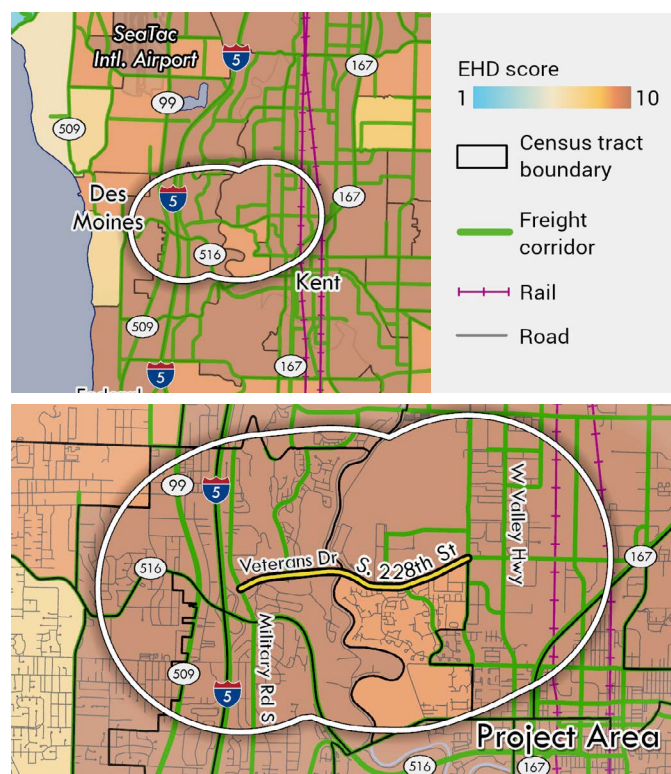 SeaTac
Intl. Airport
5
167
99
509
Des
Moines
5
167
516
Kent
509
5
167
EHD score
1
10
Census tract
boundary
Freight
corridor
Rail
Road
99
5
W Valley Hwy
516
Veterans Dr
S. 228th St
167
Military Rd S
509
5
Project Area
516
167